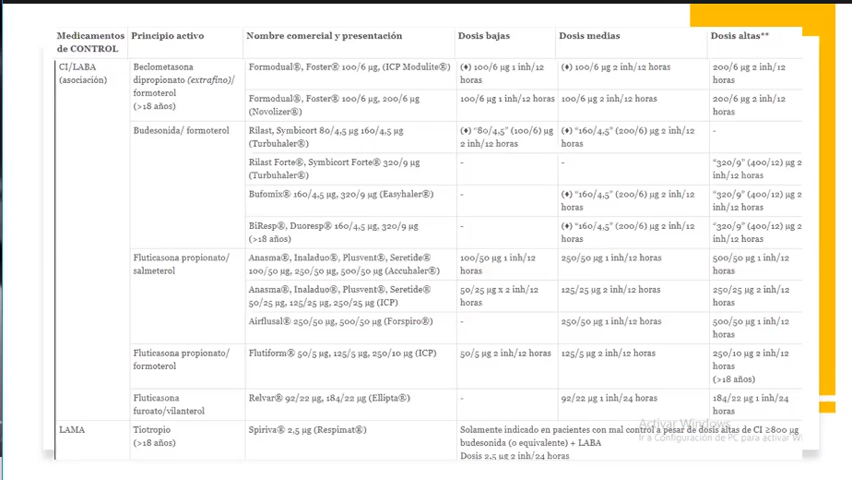 Medicamentos de CONTROL | Principio activo | Nombre comercial y presentación | Dosis bajas | Dosis medias | Dosis altas**
CI/LABA (asociación) | Beclometasona dipropionato (extrafino)/ formoterol (>18 años) | Formodual®, Foster® 100/6 µg, (ICP Modulite®) | (♦) 100/6 µg 1 inh/12 horas | (♦) 100/6 µg 2 inh/12 horas | 200/6 µg 2 inh/12 horas
Formodual®, Foster® 100/6 µg, 200/6 µg (Novolizer®) | 100/6 µg 1 inh/12 horas | 100/6 µg 2 inh/12 horas | 200/6 µg 2 inh/12 horas
Budesonida/ formoterol | Rilast, Symbicort 80/4,5 µg 160/4,5 µg (Turbuhaler®) | (♦) "80/4,5" (100/6) µg 2 inh/12 horas | (♦) "160/4,5" (200/6) µg 2 inh/12 horas | -
Rilast Forte®, Symbicort Forte® 320/9 µg (Turbuhaler®) | - | - | "320/9" (400/12) µg 2 inh/12 horas
Bufomix® 160/4,5 µg, 320/9 µg (Easyhaler®) | - | (♦) "160/4,5" (200/6) µg 2 inh/12 horas | "320/9" (400/12) µg 2 inh/12 horas
BiResp®, Duoresp® 160/4,5 µg, 320/9 µg (>18 años) | - | (♦) "160/4,5" (200/6) µg 2 inh/12 horas | "320/9" (400/12) µg 2 inh/12 horas
Fluticasona propionato/ salmeterol | Anasma®, Inaladuo®, Plusvent®, Seretide® 100/50 µg, 250/50 µg, 500/50 µg (Accuhaler®) | 100/50 µg 1 inh/12 horas | 250/50 µg 1 inh/12 horas | 500/50 µg 1 inh/12 horas
Anasma®, Inaladuo®, Plusvent®, Seretide® 50/25 µg, 125/25 µg, 250/25 µg (ICP) | 50/25 µg x 2 inh/12 horas | 125/25 µg 2 inh/12 horas | 250/25 µg 2 inh/12 horas
Airflusal® 250/50 µg, 500/50 µg (Forspiro®) | - | 250/50 µg 1 inh/12 horas | 500/50 µg 1 inh/12 horas
Fluticasona propionato/ formoterol | Flutiform® 50/5 µg, 125/5 µg, 250/10 µg (ICP) | 50/5 µg 2 inh/12 horas | 125/5 µg 2 inh/12 horas | 250/10 µg 2 inh/12 horas (>18 años)
Fluticasona furoato/vilanterol | Relvar® 92/22 µg, 184/22 µg (Ellipta®) | - | 92/22 µg 1 inh/24 horas | 184/22 µg 1 inh/24 horas
LAMA | Tiotropio (>18 años) | Spiriva® 2,5 µg (Respimat®) | Solamente indicado en pacientes con mal control a pesar de dosis altas de CI ≥800 µg budesonida (o equivalente) + LABA
Dosis 2,5 µg 2 inh/24 horas
Activar Windows
Ir a Configuración de PC para activar W